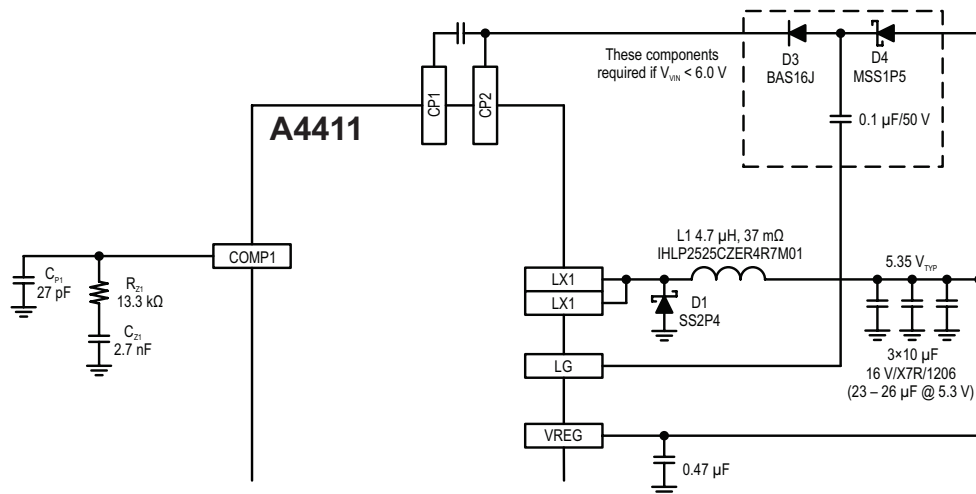 These components
required if V_VIN < 6.0 V
D3
BAS16J
D4
MSS1P5
CP1
CP2
A4411
0.1 µF/50 V
COMP1
L1 4.7 µH, 37 mΩ
IHLP2525CZER4R7M01
C_P1
27 pF
R_Z1
13.3 kΩ
LX1
LX1
5.35 V_TYP
D1
SS2P4
C_Z1
2.7 nF
3×10 µF
16 V/X7R/1206
(23 – 26 µF @ 5.3 V)
LG
VREG
0.47 µF